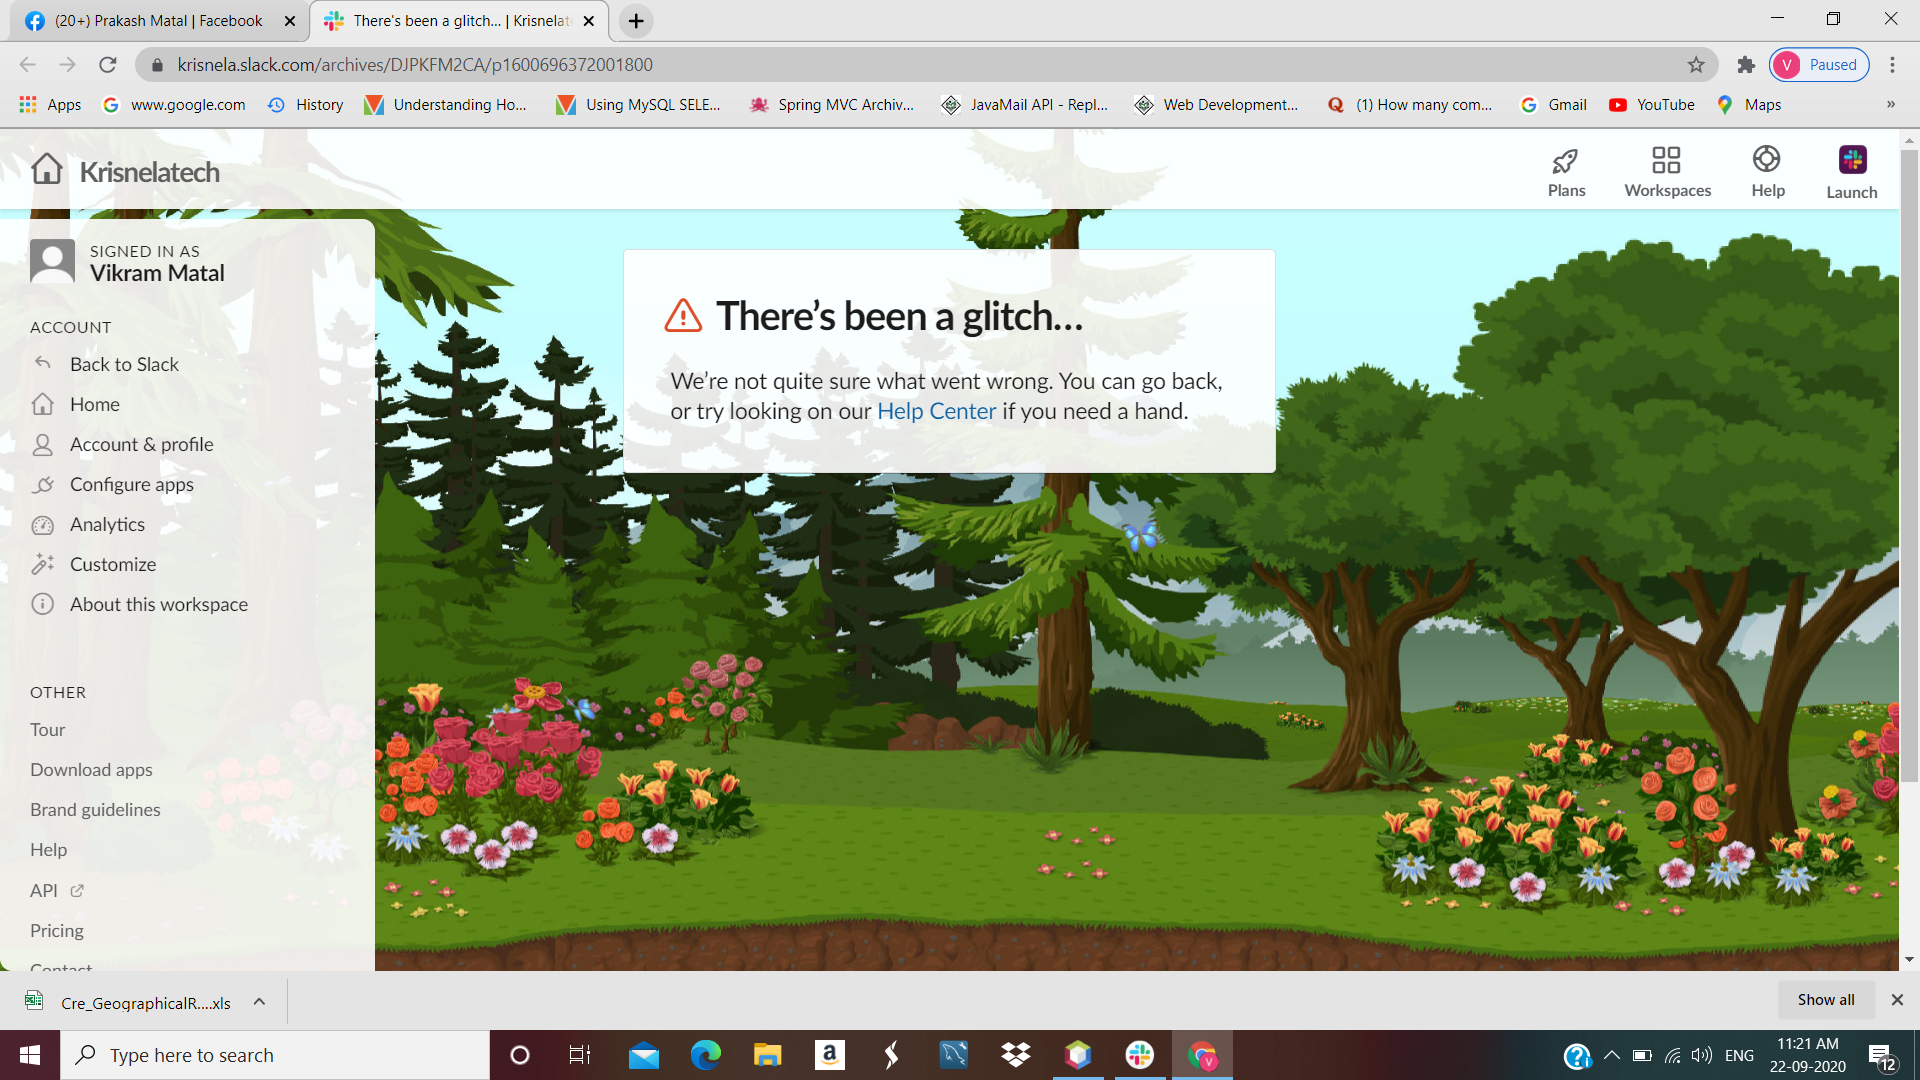 (20+) Prakash Matal | Facebook
There's been a glitch... | Krisnelat
krisnela.slack.com/archives/DJPKFM2CA/p1600696372001800
V Paused
Apps
www.google.com
History
Understanding Ho...
Using MySQL SELE...
Spring MVC Archiv...
JavaMail API - Repl...
Web Development...
(1) How many com...
Gmail
YouTube
Maps
»
Krisnelatech
Plans
Workspaces
Help
Launch
SIGNED IN AS
Vikram Matal
ACCOUNT
Back to Slack
Home
Account & profile
Configure apps
Analytics
Customize
About this workspace
OTHER
Tour
Download apps
Brand guidelines
Help
API
Pricing
Contact
There's been a glitch…
We're not quite sure what went wrong. You can go back,
or try looking on our Help Center if you need a hand.
Cre_GeographicalR....xls
Show all
Type here to search
ENG
11:21 AM
22-09-2020
12